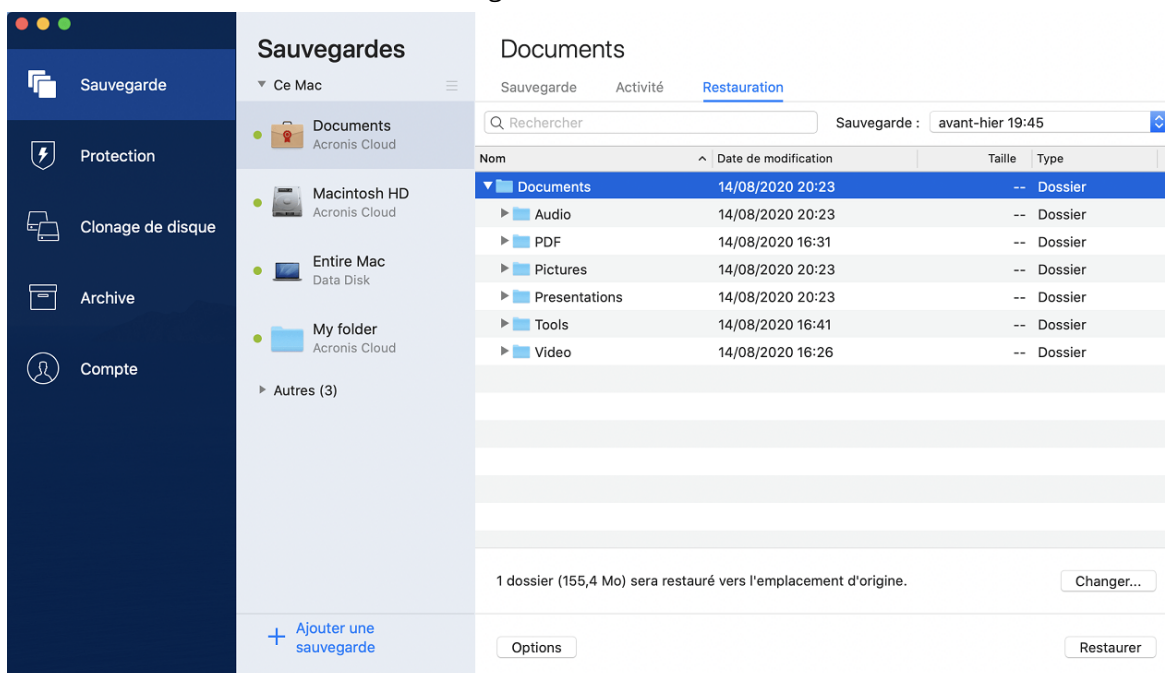 Sauvegarde
Protection
Clonage de disque
Archive
Compte
Sauvegardes
Ce Mac
Documents
Acronis Cloud
Macintosh HD
Acronis Cloud
Entire Mac
Data Disk
My folder
Acronis Cloud
Autres (3)
Ajouter une
sauvegarde
Documents
Sauvegarde Activité Restauration
Rechercher Sauvegarde : avant-hier 19:45
Nom Date de modification Taille Type
Documents 14/08/2020 20:23 -- Dossier
Audio 14/08/2020 20:23 -- Dossier
PDF 14/08/2020 16:31 -- Dossier
Pictures 14/08/2020 20:23 -- Dossier
Presentations 14/08/2020 20:23 -- Dossier
Tools 14/08/2020 16:41 -- Dossier
Video 14/08/2020 16:26 -- Dossier
1 dossier (155,4 Mo) sera restauré vers l'emplacement d'origine. Changer...
Options Restaurer